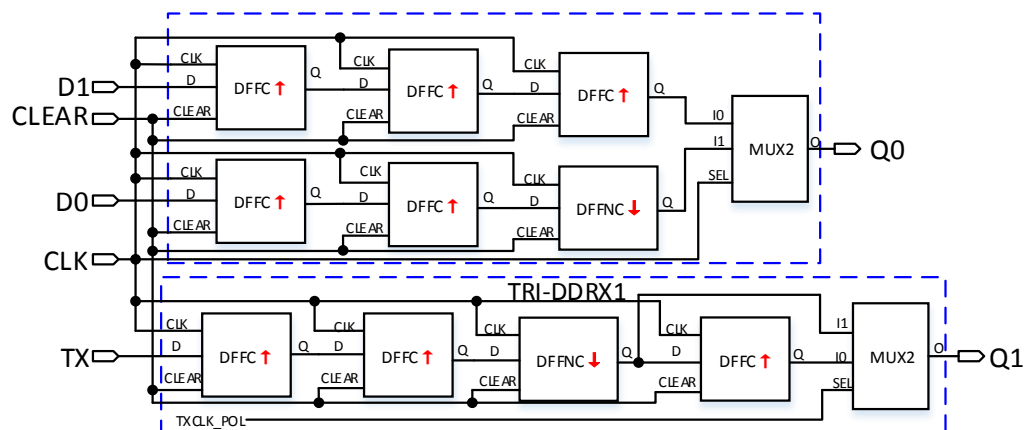 CLK CLK CLK
D1 D DFFC Q D DFFC Q D DFFC Q I0
CLEAR CLEAR CLEAR CLEAR
I1 MUX2 O Q0
CLK CLK CLK SEL
D0 D DFFC Q D DFFC Q D DFFNC Q
CLEAR CLEAR CLEAR
CLK
TRI-DDRX1
CLK CLK CLK CLK I1
TX D DFFC Q D DFFC Q D DFFNC Q D DFFC Q I0 MUX2 O Q1
CLEAR CLEAR CLEAR CLEAR SEL
TXCLK_POL